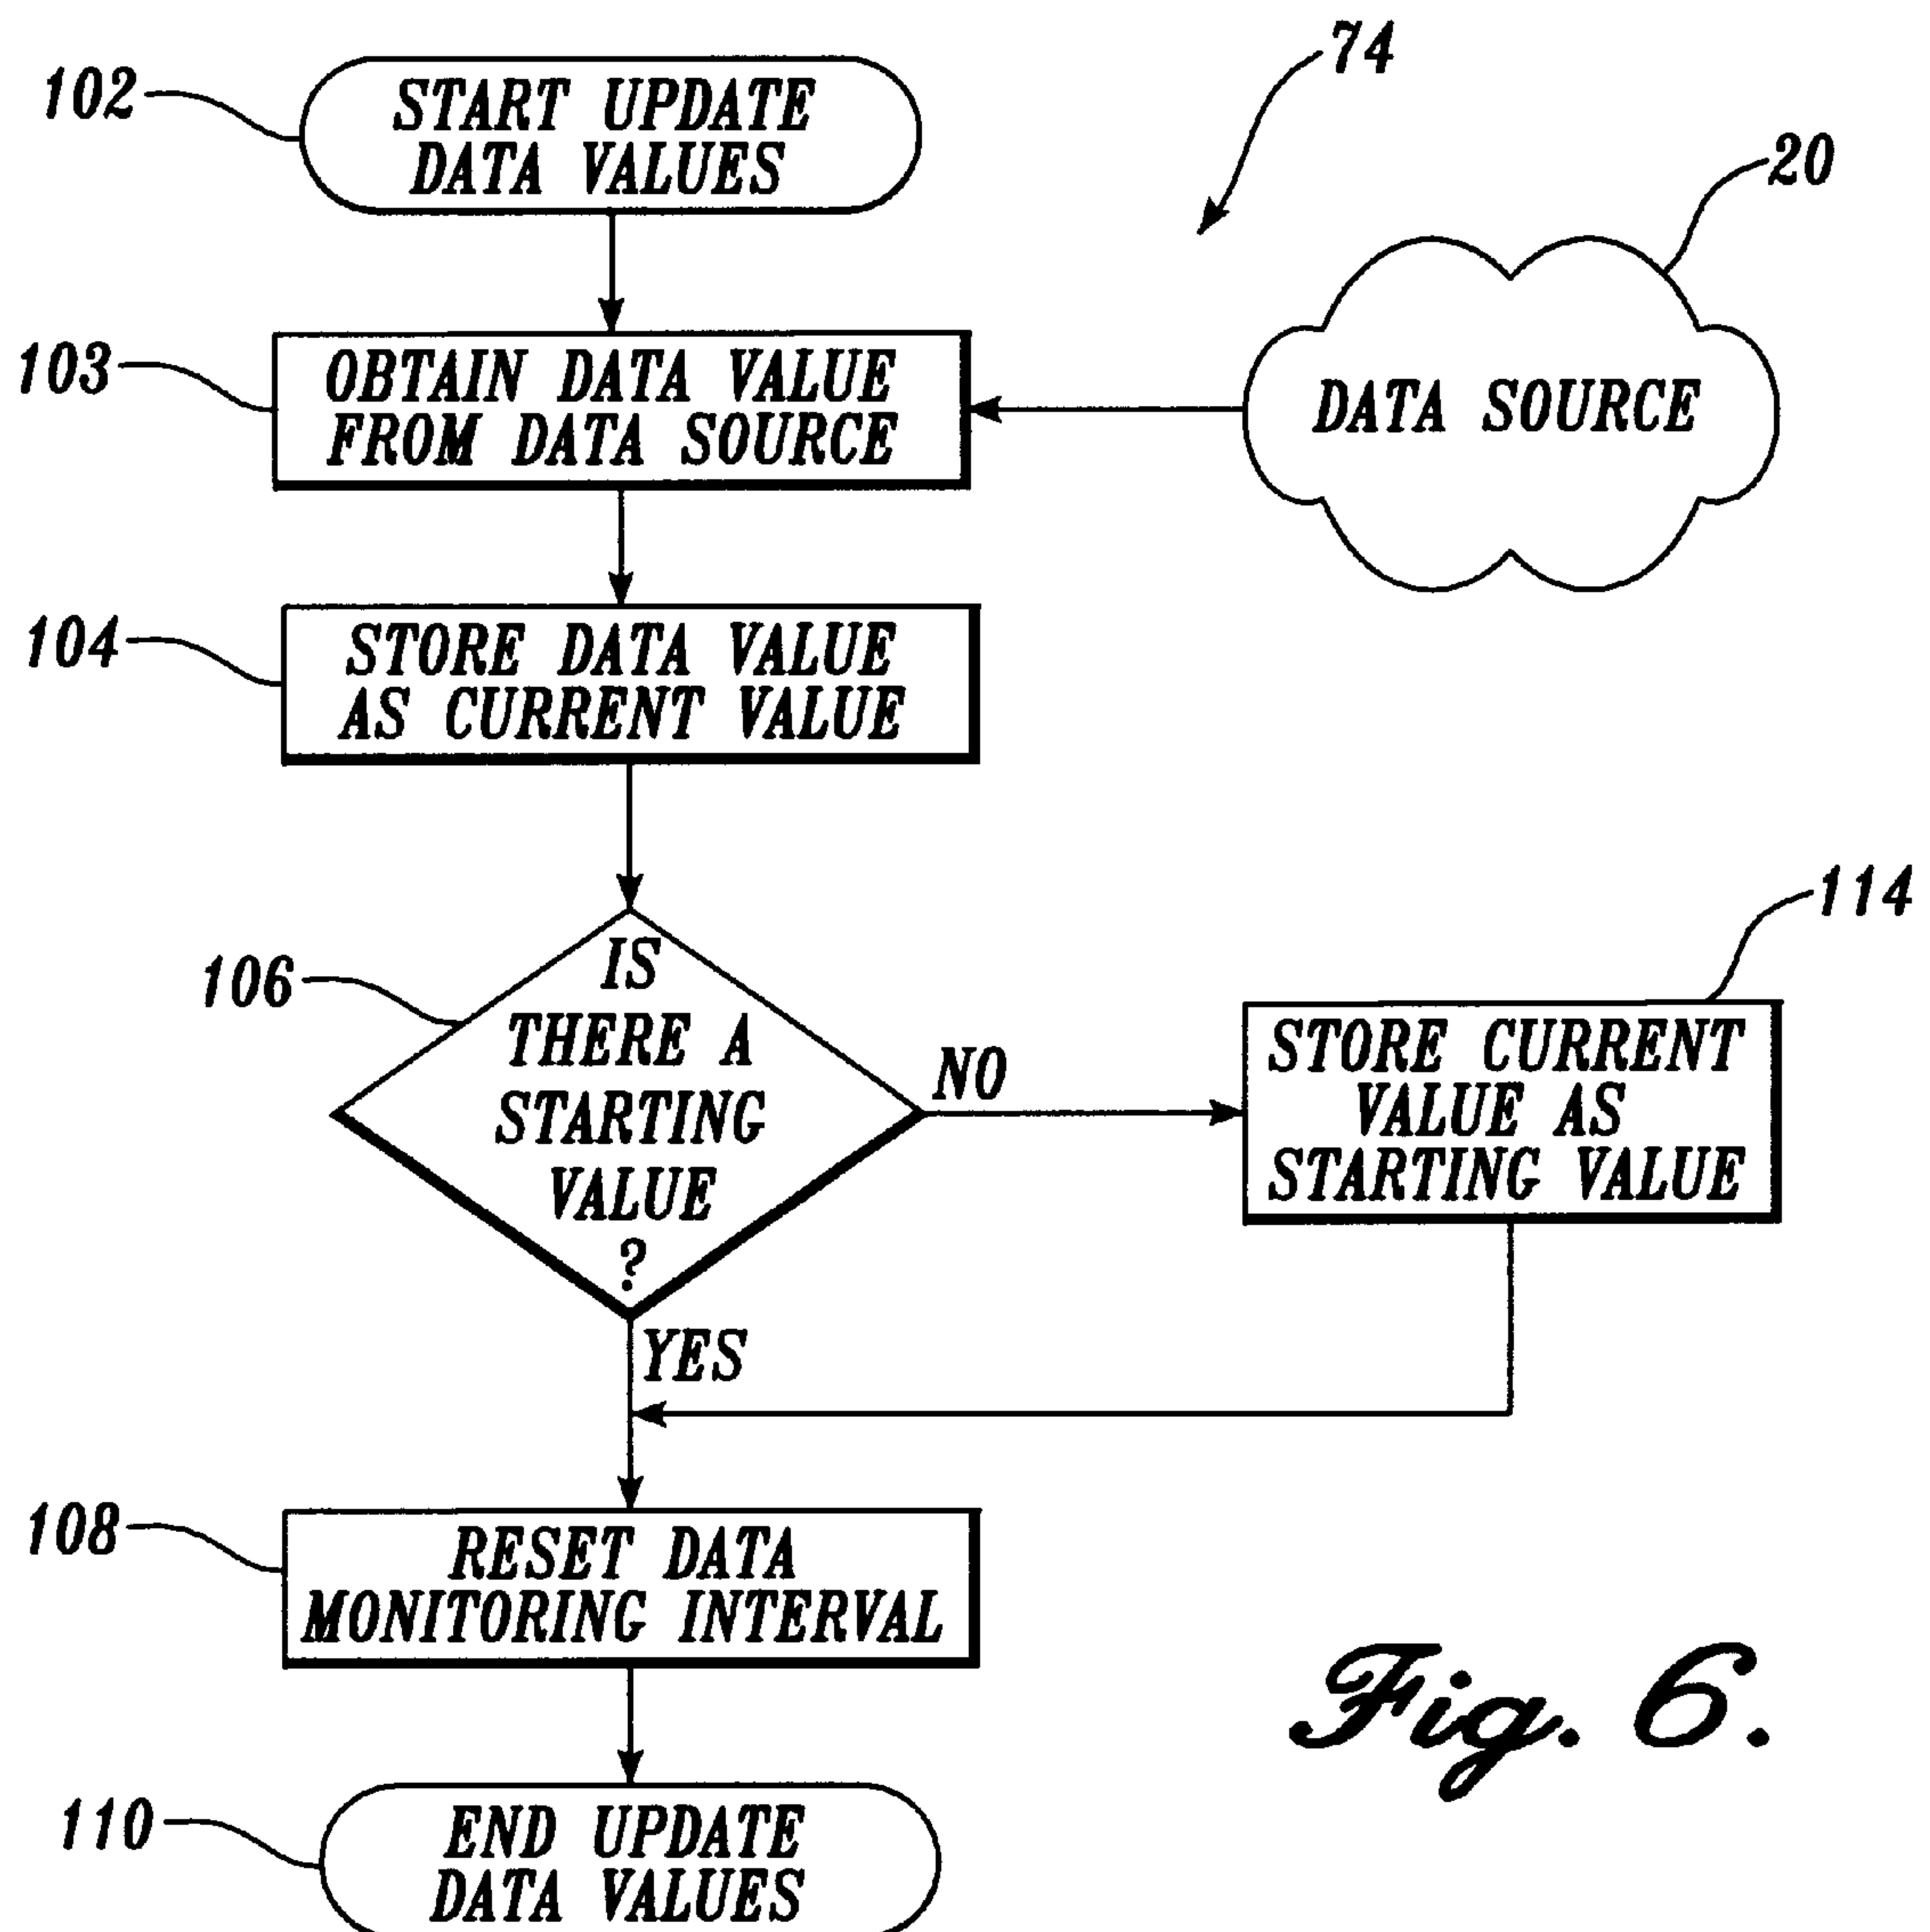 74
102
START UPDATE
DATA VALUES
20
103
OBTAIN DATA VALUE
FROM DATA SOURCE
DATA SOURCE
104
STORE DATA VALUE
AS CURRENT VALUE
114
106
IS
THERE A
STARTING
VALUE
?
NO
STORE CURRENT
VALUE AS
STARTING VALUE
YES
108
RESET DATA
MONITORING INTERVAL
Fig. 6.
110
END UPDATE
DATA VALUES